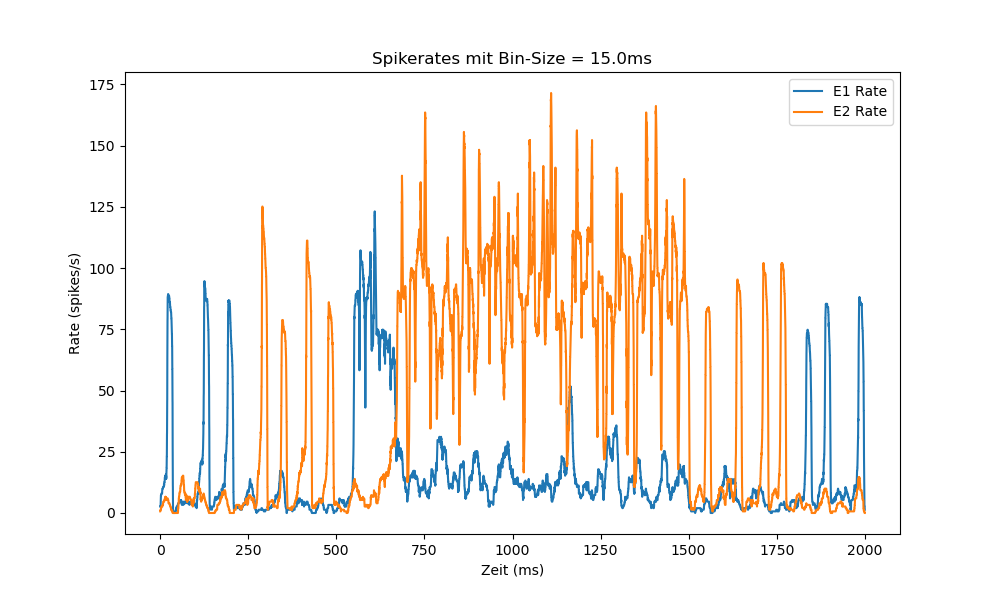 Spikerates mit Bin-Size = 15.0ms
E1 Rate
E2 Rate
175
150
125
100
75
50
25
0
Rate (spikes/s)
0 250 500 750 1000 1250 1500 1750 2000
Zeit (ms)